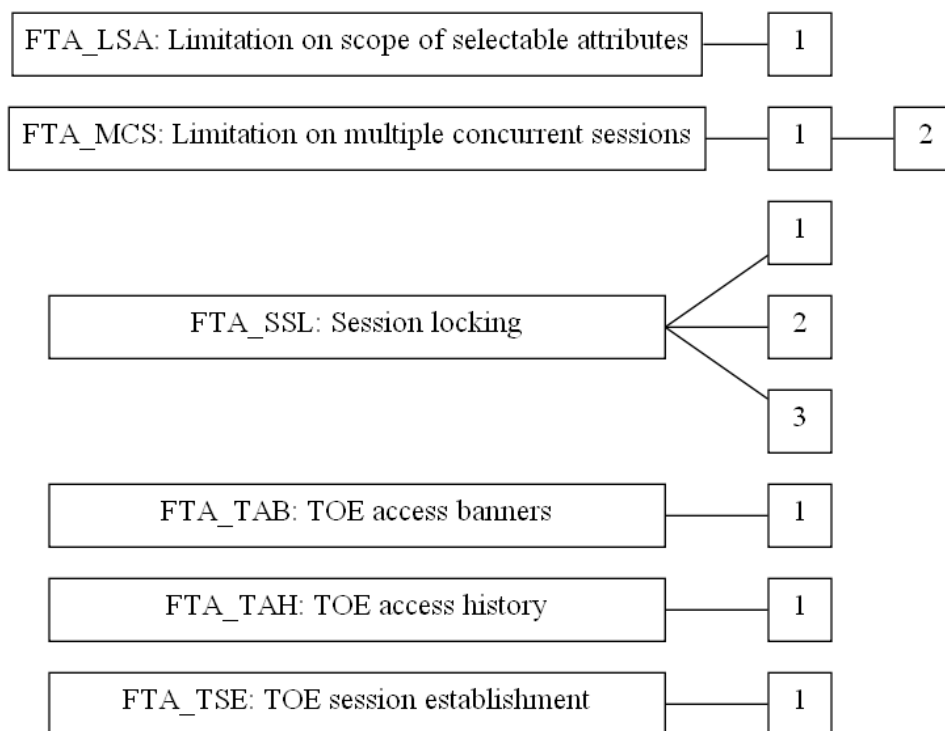 FTA_LSA: Limitation on scope of selectable attributes 1
FTA_MCS: Limitation on multiple concurrent sessions 1 2
1
FTA_SSL: Session locking 2
3
FTA_TAB: TOE access banners 1
FTA_TAH: TOE access history 1
FTA_TSE: TOE session establishment 1